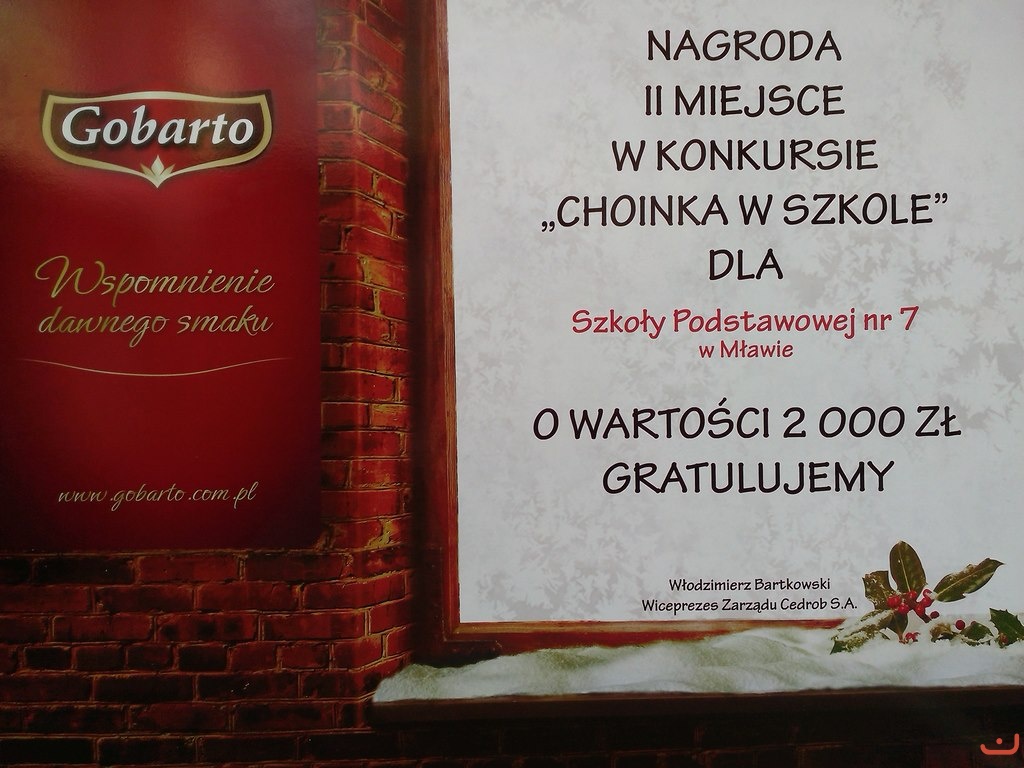 Gobarto
Wspomnienie
dawnego smaku
www.gobarto.com.pl
NAGRODA
II MIEJSCE
W KONKURSIE
„CHOINKA W SZKOLE”
DLA
Szkoły Podstawowej nr 7
w Mławie
O WARTOŚCI 2 000 ZŁ
GRATULUJEMY
Włodzimierz Bartkowski
Wiceprezes Zarządu Cedrob S.A.